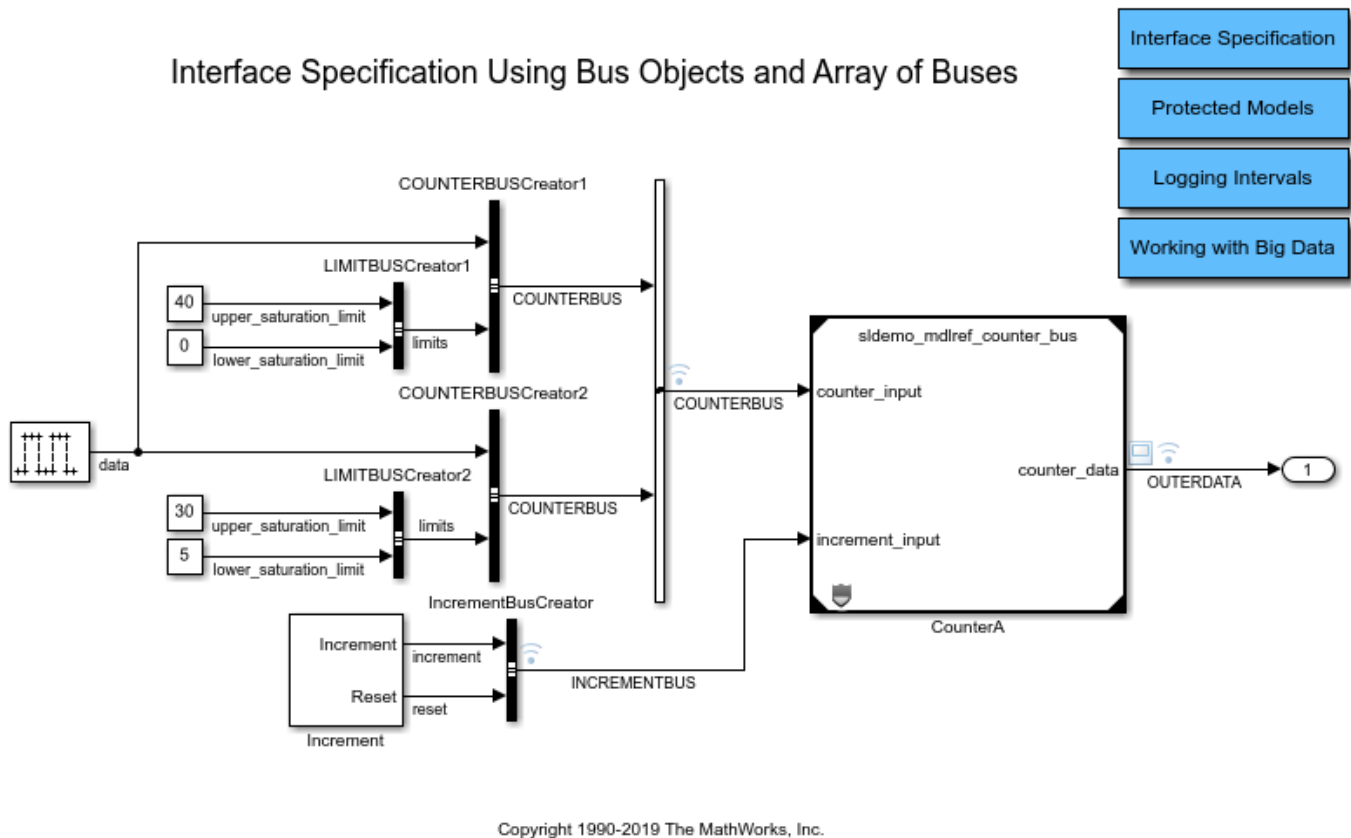 Interface Specification Using Bus Objects and Array of Buses
Interface Specification
Protected Models
Logging Intervals
Working with Big Data
COUNTERBUSCreator1
LIMITBUSCreator1
40
upper_saturation_limit
0
lower_saturation_limit
limits
COUNTERBUS
COUNTERBUSCreator2
data
LIMITBUSCreator2
30
upper_saturation_limit
5
lower_saturation_limit
limits
COUNTERBUS
COUNTERBUS
IncrementBusCreator
Increment
increment
Reset
reset
Increment
INCREMENTBUS
sldemo_mdlref_counter_bus
counter_input
counter_data
increment_input
CounterA
OUTERDATA
1
Copyright 1990-2019 The MathWorks, Inc.